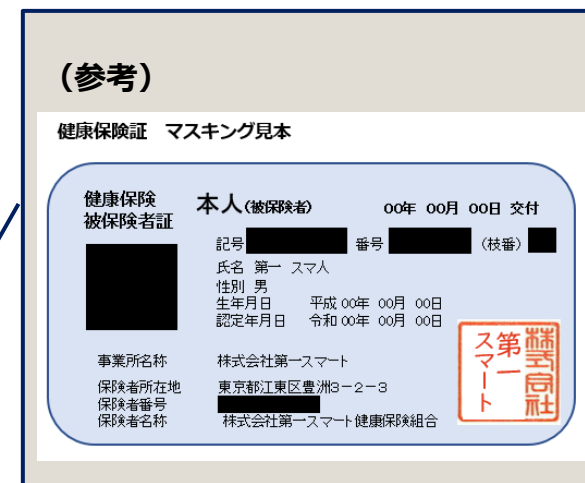 （参考）
健康保険証　マスキング見本
健康保険
被保険者証
本人(被保険者)　00年 00月 00日 交付
記号　番号　(枝番)
氏名 第一 スマ人
性別 男
生年月日　平成 00年 00月 00日
認定年月日　令和 00年 00月 00日
事業所名称　株式会社第一スマート
保険者所在地　東京都江東区豊洲3－2－3
保険者番号
保険者名称　株式会社第一スマート健康保険組合
株式会社
第一
スマート